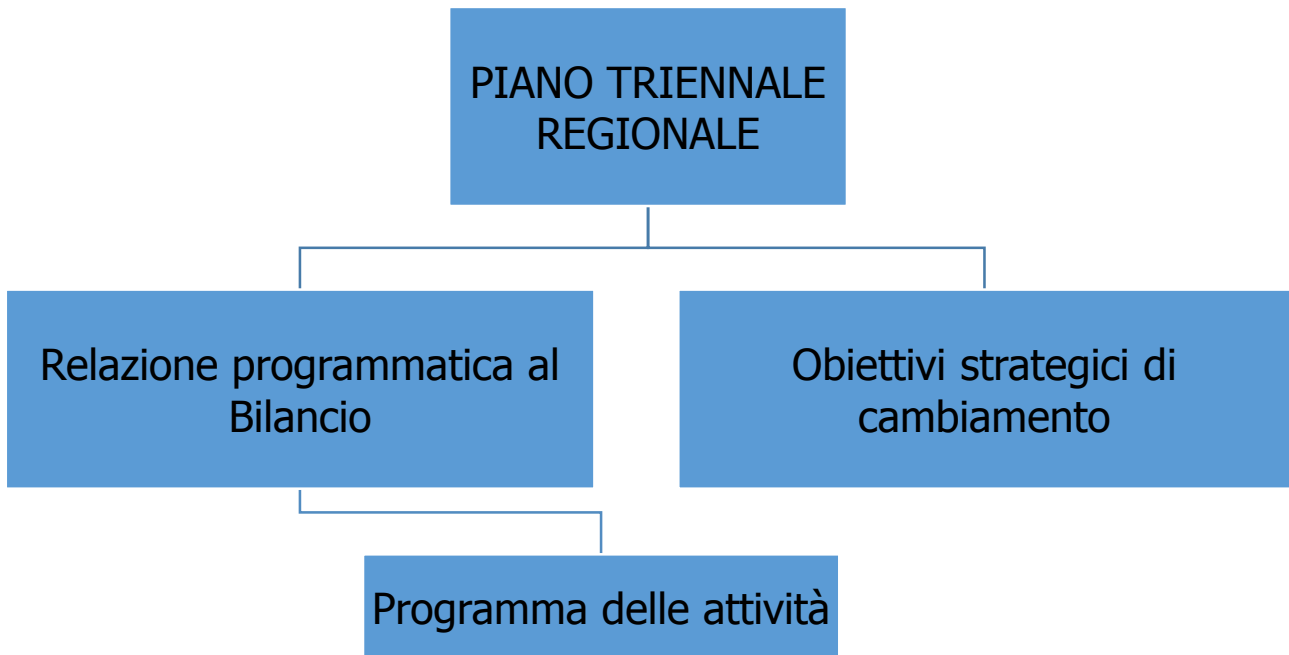 PIANO TRIENNALE
REGIONALE
Relazione programmatica al
Bilancio
Obiettivi strategici di
cambiamento
Programma delle attività